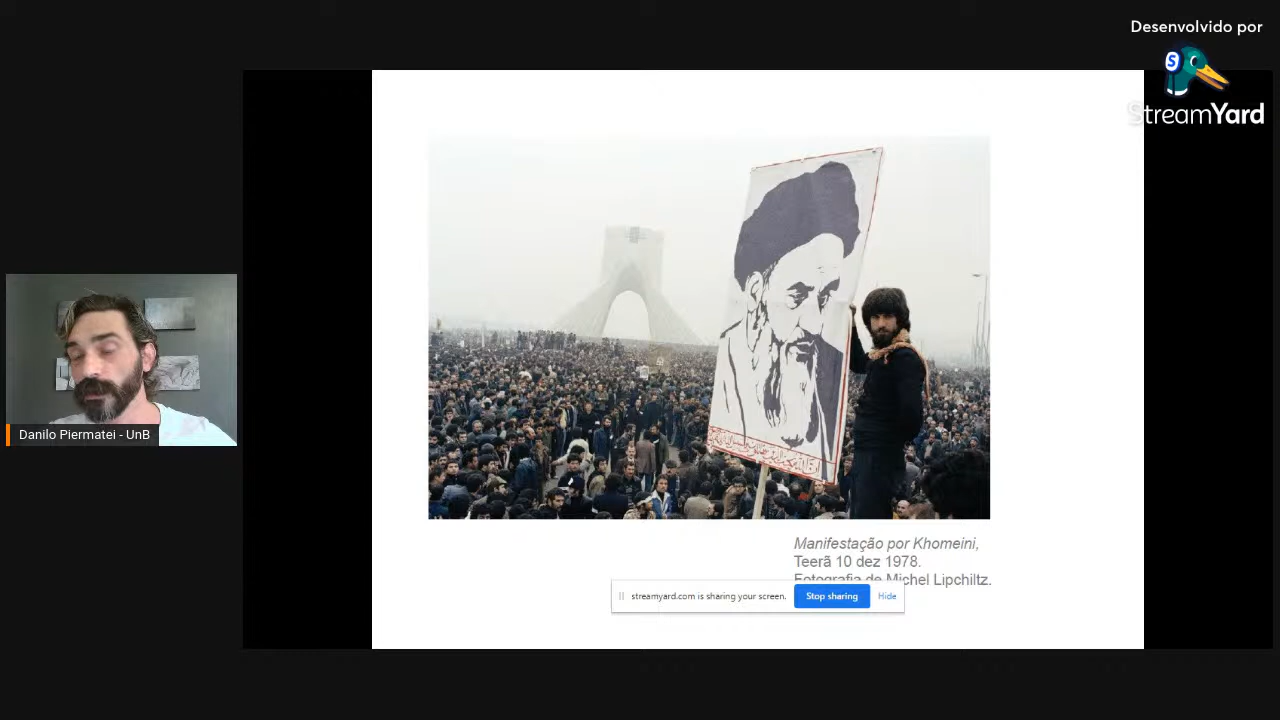 Desenvolvido por
StreamYard
Manifestação por Khomeini,
Teerã 10 dez 1978.
Fotografia de Michel Lipchiltz.
streamyard.com is sharing your screen.
Stop sharing
Hide
Danilo Piermatei - UnB